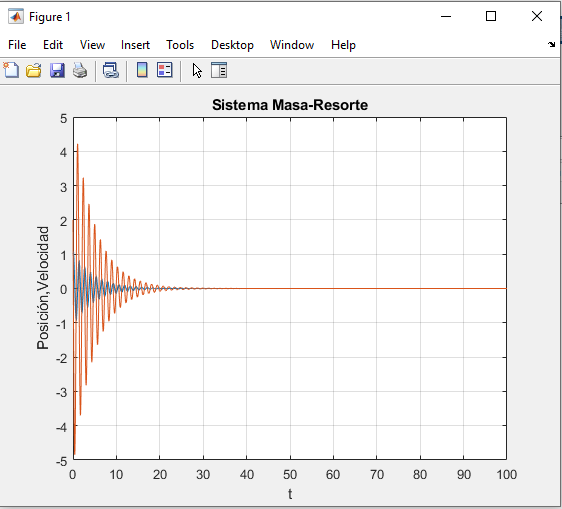 Figure 1
File Edit View Insert Tools Desktop Window Help
Sistema Masa-Resorte
Posición,Velocidad
5
4
3
2
1
0
-1
-2
-3
-4
-5
0 10 20 30 40 50 60 70 80 90 100
t